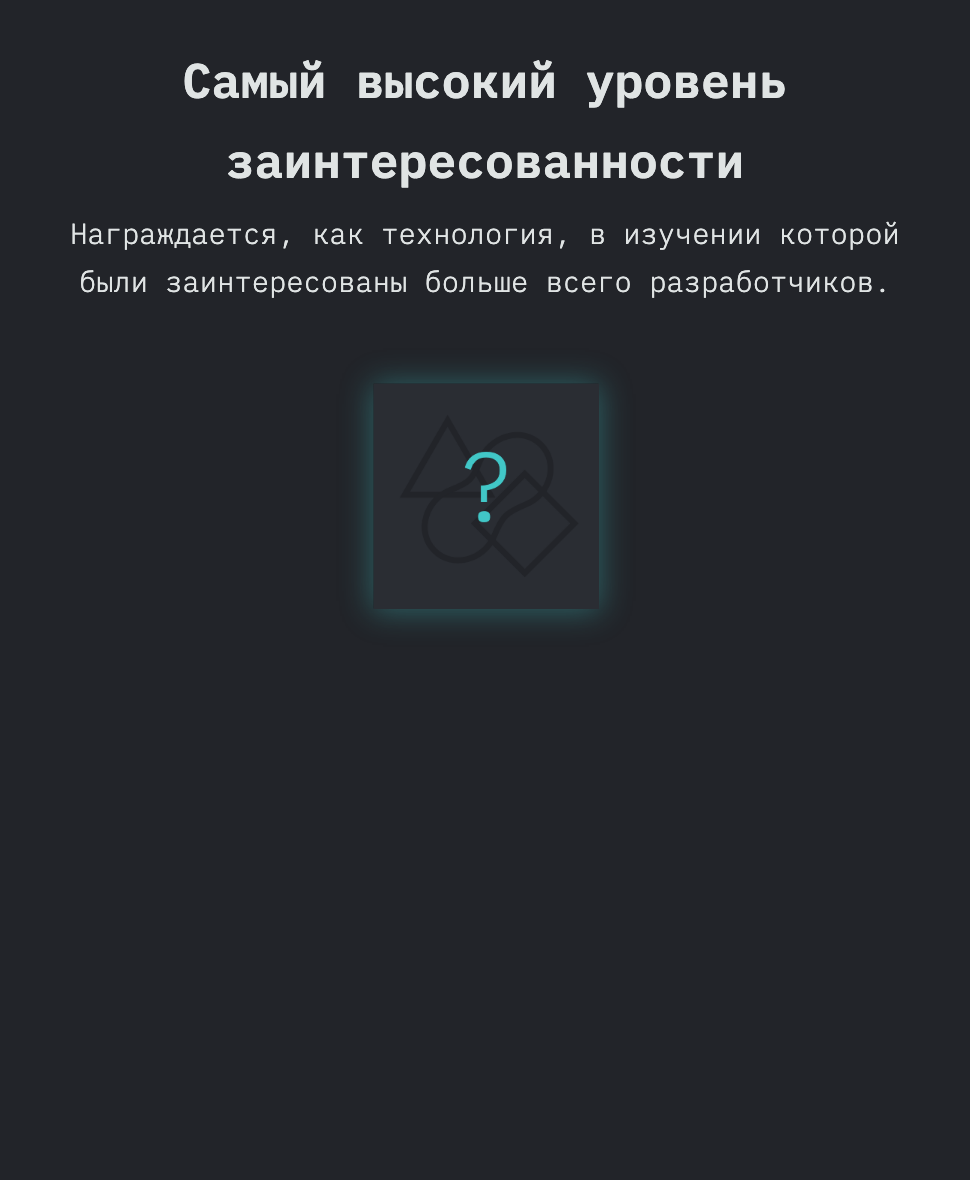 Самый высокий уровень
заинтересованности
Награждается, как технология, в изучении которой
были заинтересованы больше всего разработчиков.
?